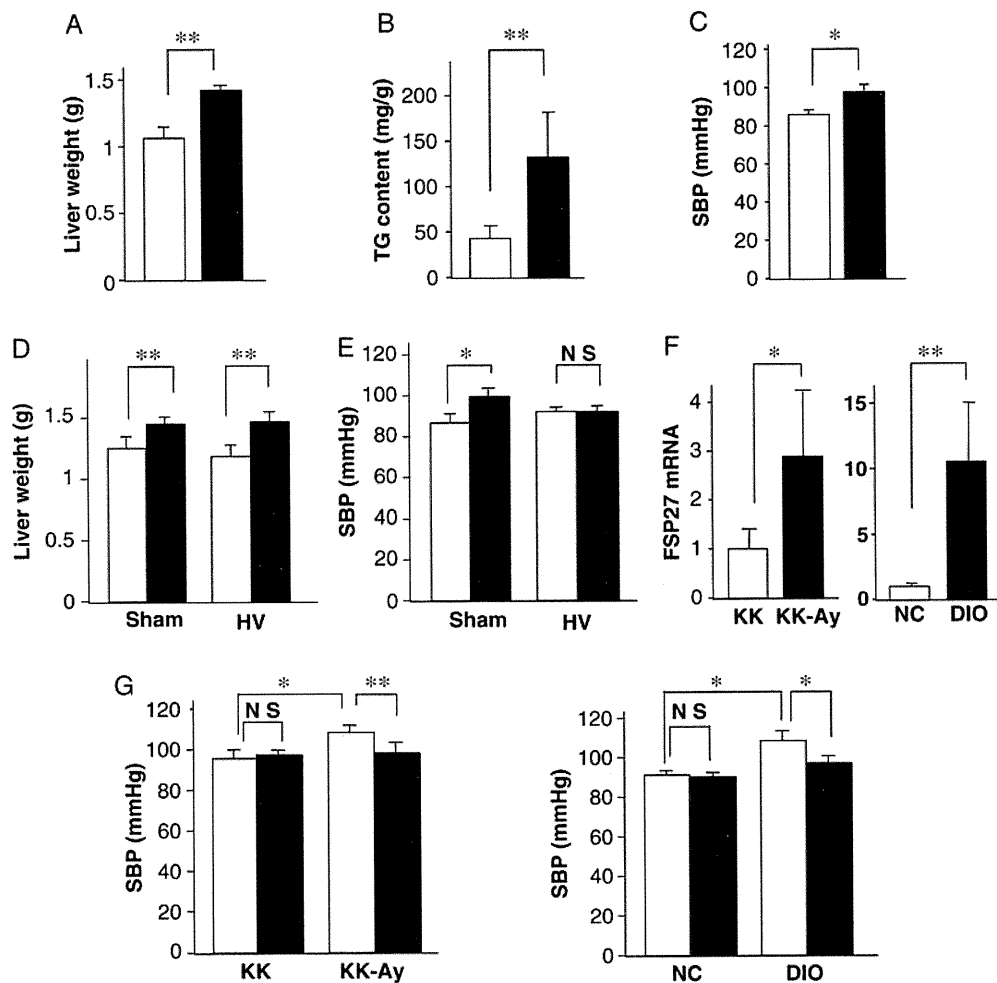 A
**
Liver weight (g)
1.5
1
0.5
0
B
**
TG content (mg/g)
200
150
100
50
0
C
*
SBP (mmHg)
120
100
80
60
40
20
0
D
**
**
Liver weight (g)
1.5
1
0.5
0
Sham
HV
E
*
N S
SBP (mmHg)
120
100
80
60
40
20
0
Sham
HV
F
*
**
FSP27 mRNA
4
3
2
1
0
KK
KK-Ay
15
10
5
0
NC
DIO
G
*
**
N S
SBP (mmHg)
120
100
80
60
40
20
0
KK
KK-Ay
*
*
N S
SBP (mmHg)
120
100
80
60
40
20
0
NC
DIO